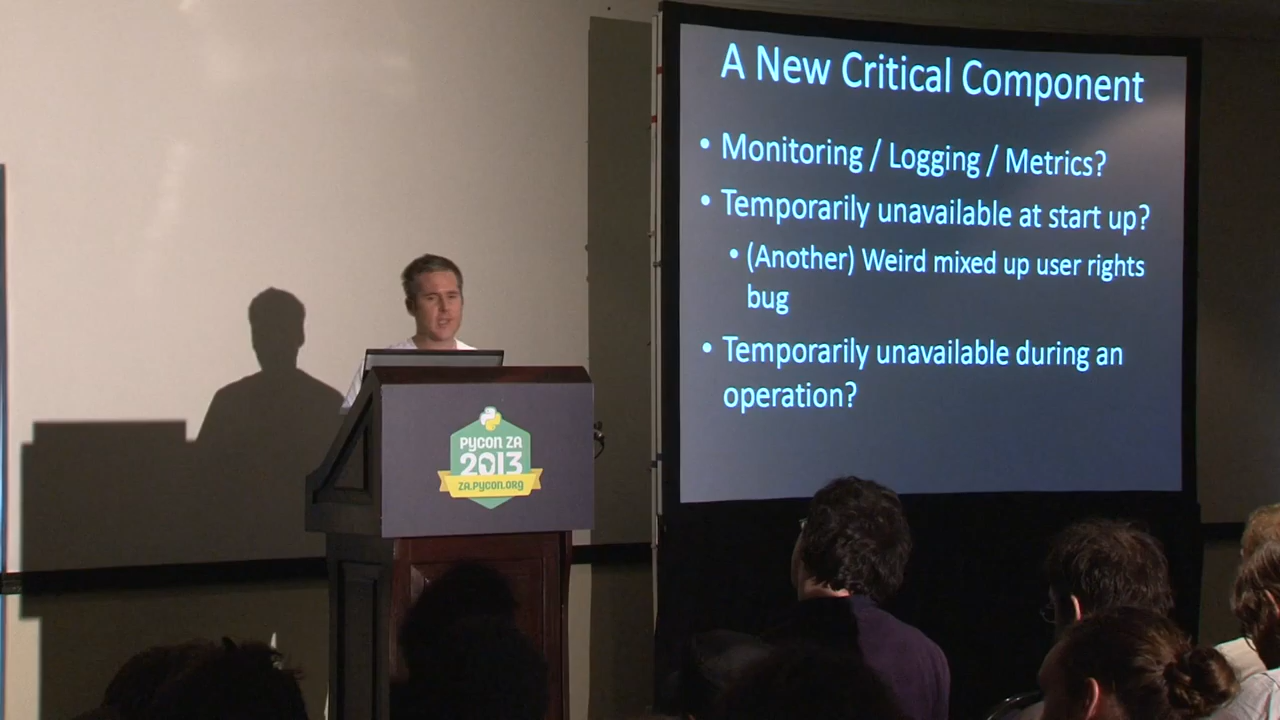 A New Critical Component
• Monitoring / Logging / Metrics?
• Temporarily unavailable at start up?
• (Another) Weird mixed up user rights
bug
• Temporarily unavailable during an
operation?
PYCON ZA
2013
ZA.PYCON.ORG